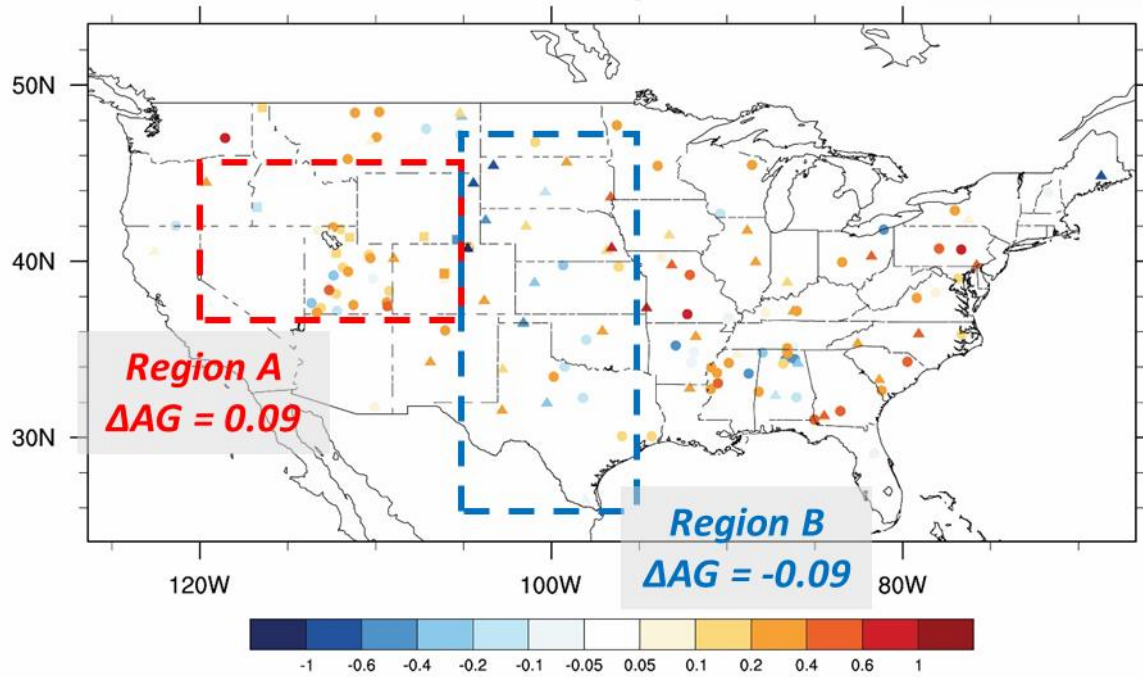 50N
40N
30N
Region A
ΔAG = 0.09
Region B
ΔAG = -0.09
120W 100W 80W
-1 -0.6 -0.4 -0.2 -0.1 -0.05 0.05 0.1 0.2 0.4 0.6 1